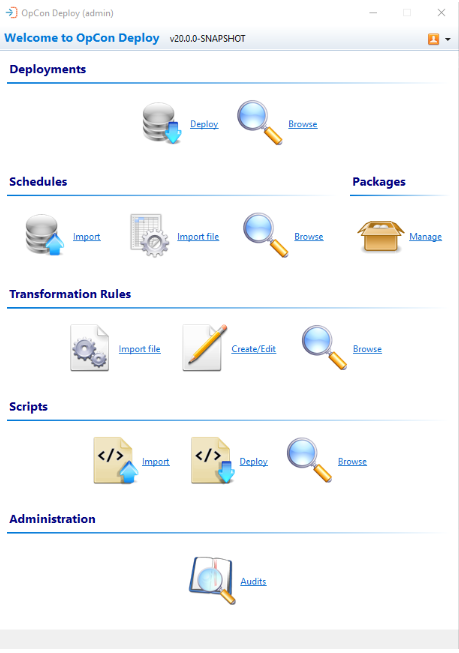 OpCon Deploy (admin)
Welcome to OpCon Deploy v20.0.0-SNAPSHOT
Deployments
Deploy Browse
Schedules Packages
Import Import file Browse Manage
Transformation Rules
Import file Create/Edit Browse
Scripts
</> Import </> Deploy Browse
Administration
Audits